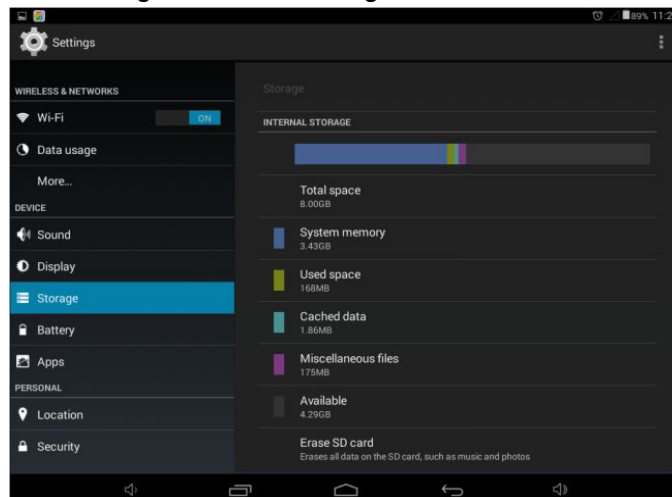 89% 11:2
Settings
WIRELESS & NETWORKS
Wi-Fi
ON
Data usage
More...
DEVICE
Sound
Display
Storage
Battery
Apps
PERSONAL
Location
Security
Storage
INTERNAL STORAGE
Total space
8.00GB
System memory
3.43GB
Used space
168MB
Cached data
1.86MB
Miscellaneous files
175MB
Available
4.29GB
Erase SD card
Erases all data on the SD card, such as music and photos